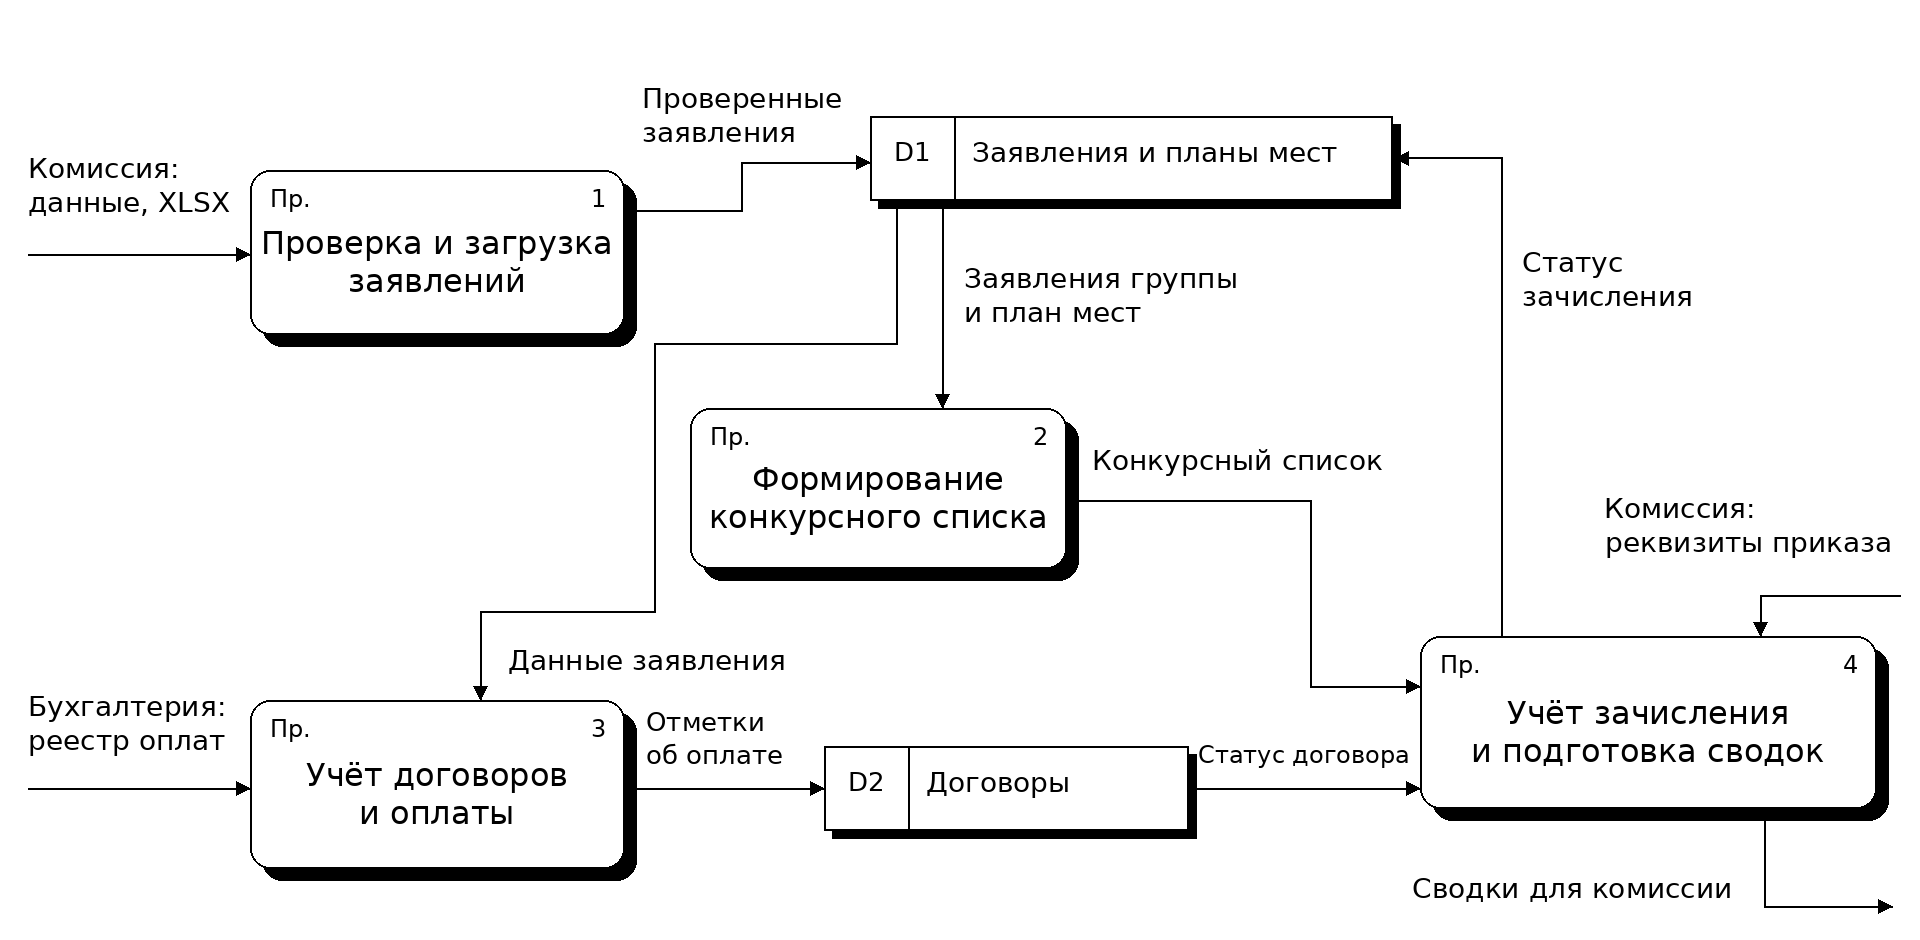 Проверенные
заявления
D1
Заявления и планы мест
Комиссия:
данные, XLSX
Пр.
1
Проверка и загрузка
заявлений
Заявления группы
и план мест
Статус
зачисления
Пр.
2
Формирование
конкурсного списка
Конкурсный список
Комиссия:
реквизиты приказа
Данные заявления
Бухгалтерия:
реестр оплат
Пр.
3
Учёт договоров
и оплаты
Отметки
об оплате
D2
Договоры
Статус договора
Пр.
4
Учёт зачисления
и подготовка сводок
Сводки для комиссии